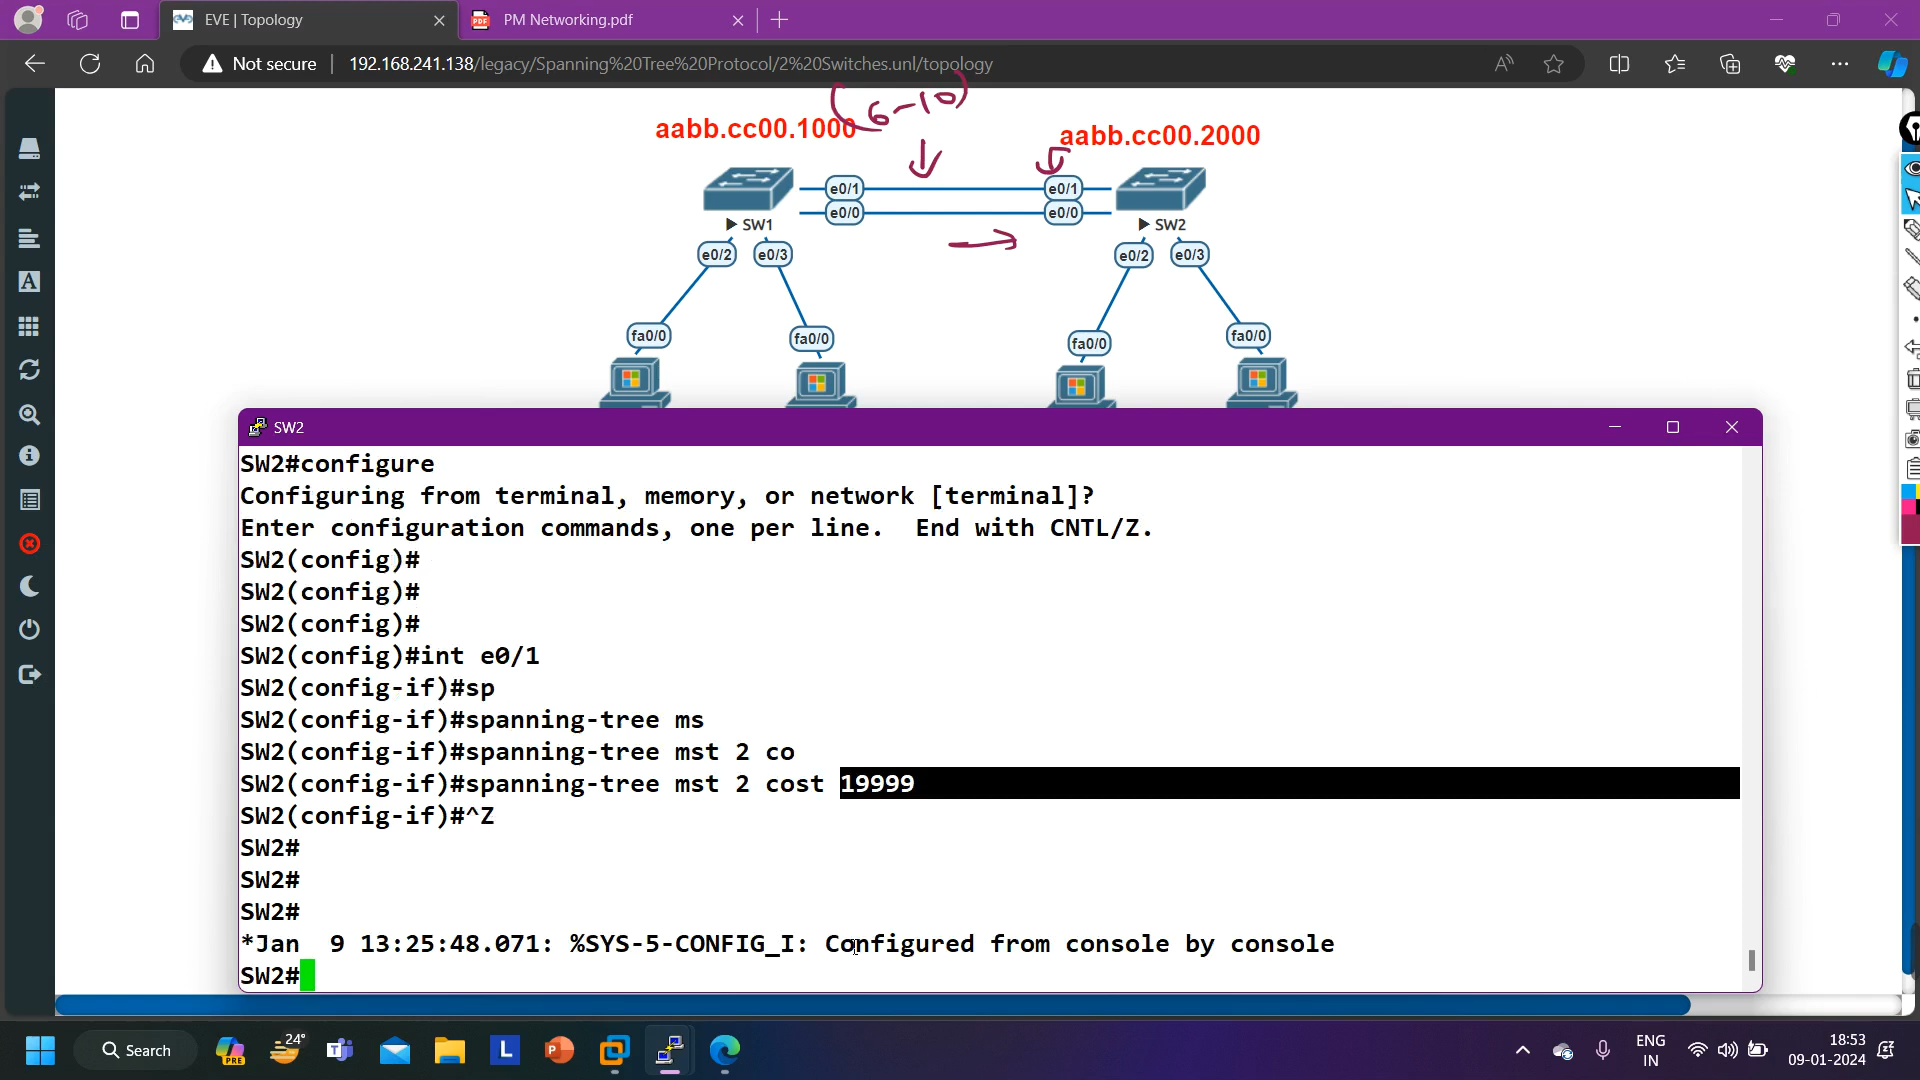 EVE | Topology
PM Networking.pdf
Not secure
192.168.241.138/legacy/Spanning%20Tree%20Protocol/2%20Switches.unl/topology
(6-10)
aabb.cc00.1000
aabb.cc00.2000
e0/1
e0/1
e0/0
e0/0
SW1
SW2
e0/2
e0/3
e0/2
e0/3
fa0/0
fa0/0
fa0/0
fa0/0
SW2
SW2#configure
Configuring from terminal, memory, or network [terminal]?
Enter configuration commands, one per line.  End with CNTL/Z.
SW2(config)#
SW2(config)#
SW2(config)#
SW2(config)#int e0/1
SW2(config-if)#sp
SW2(config-if)#spanning-tree ms
SW2(config-if)#spanning-tree mst 2 co
SW2(config-if)#spanning-tree mst 2 cost 19999
SW2(config-if)#^Z
SW2#
SW2#
SW2#
*Jan  9 13:25:48.071: %SYS-5-CONFIG_I: Configured from console by console
SW2#
Search
PRE
24°
L
P
ENG
IN
18:53
09-01-2024